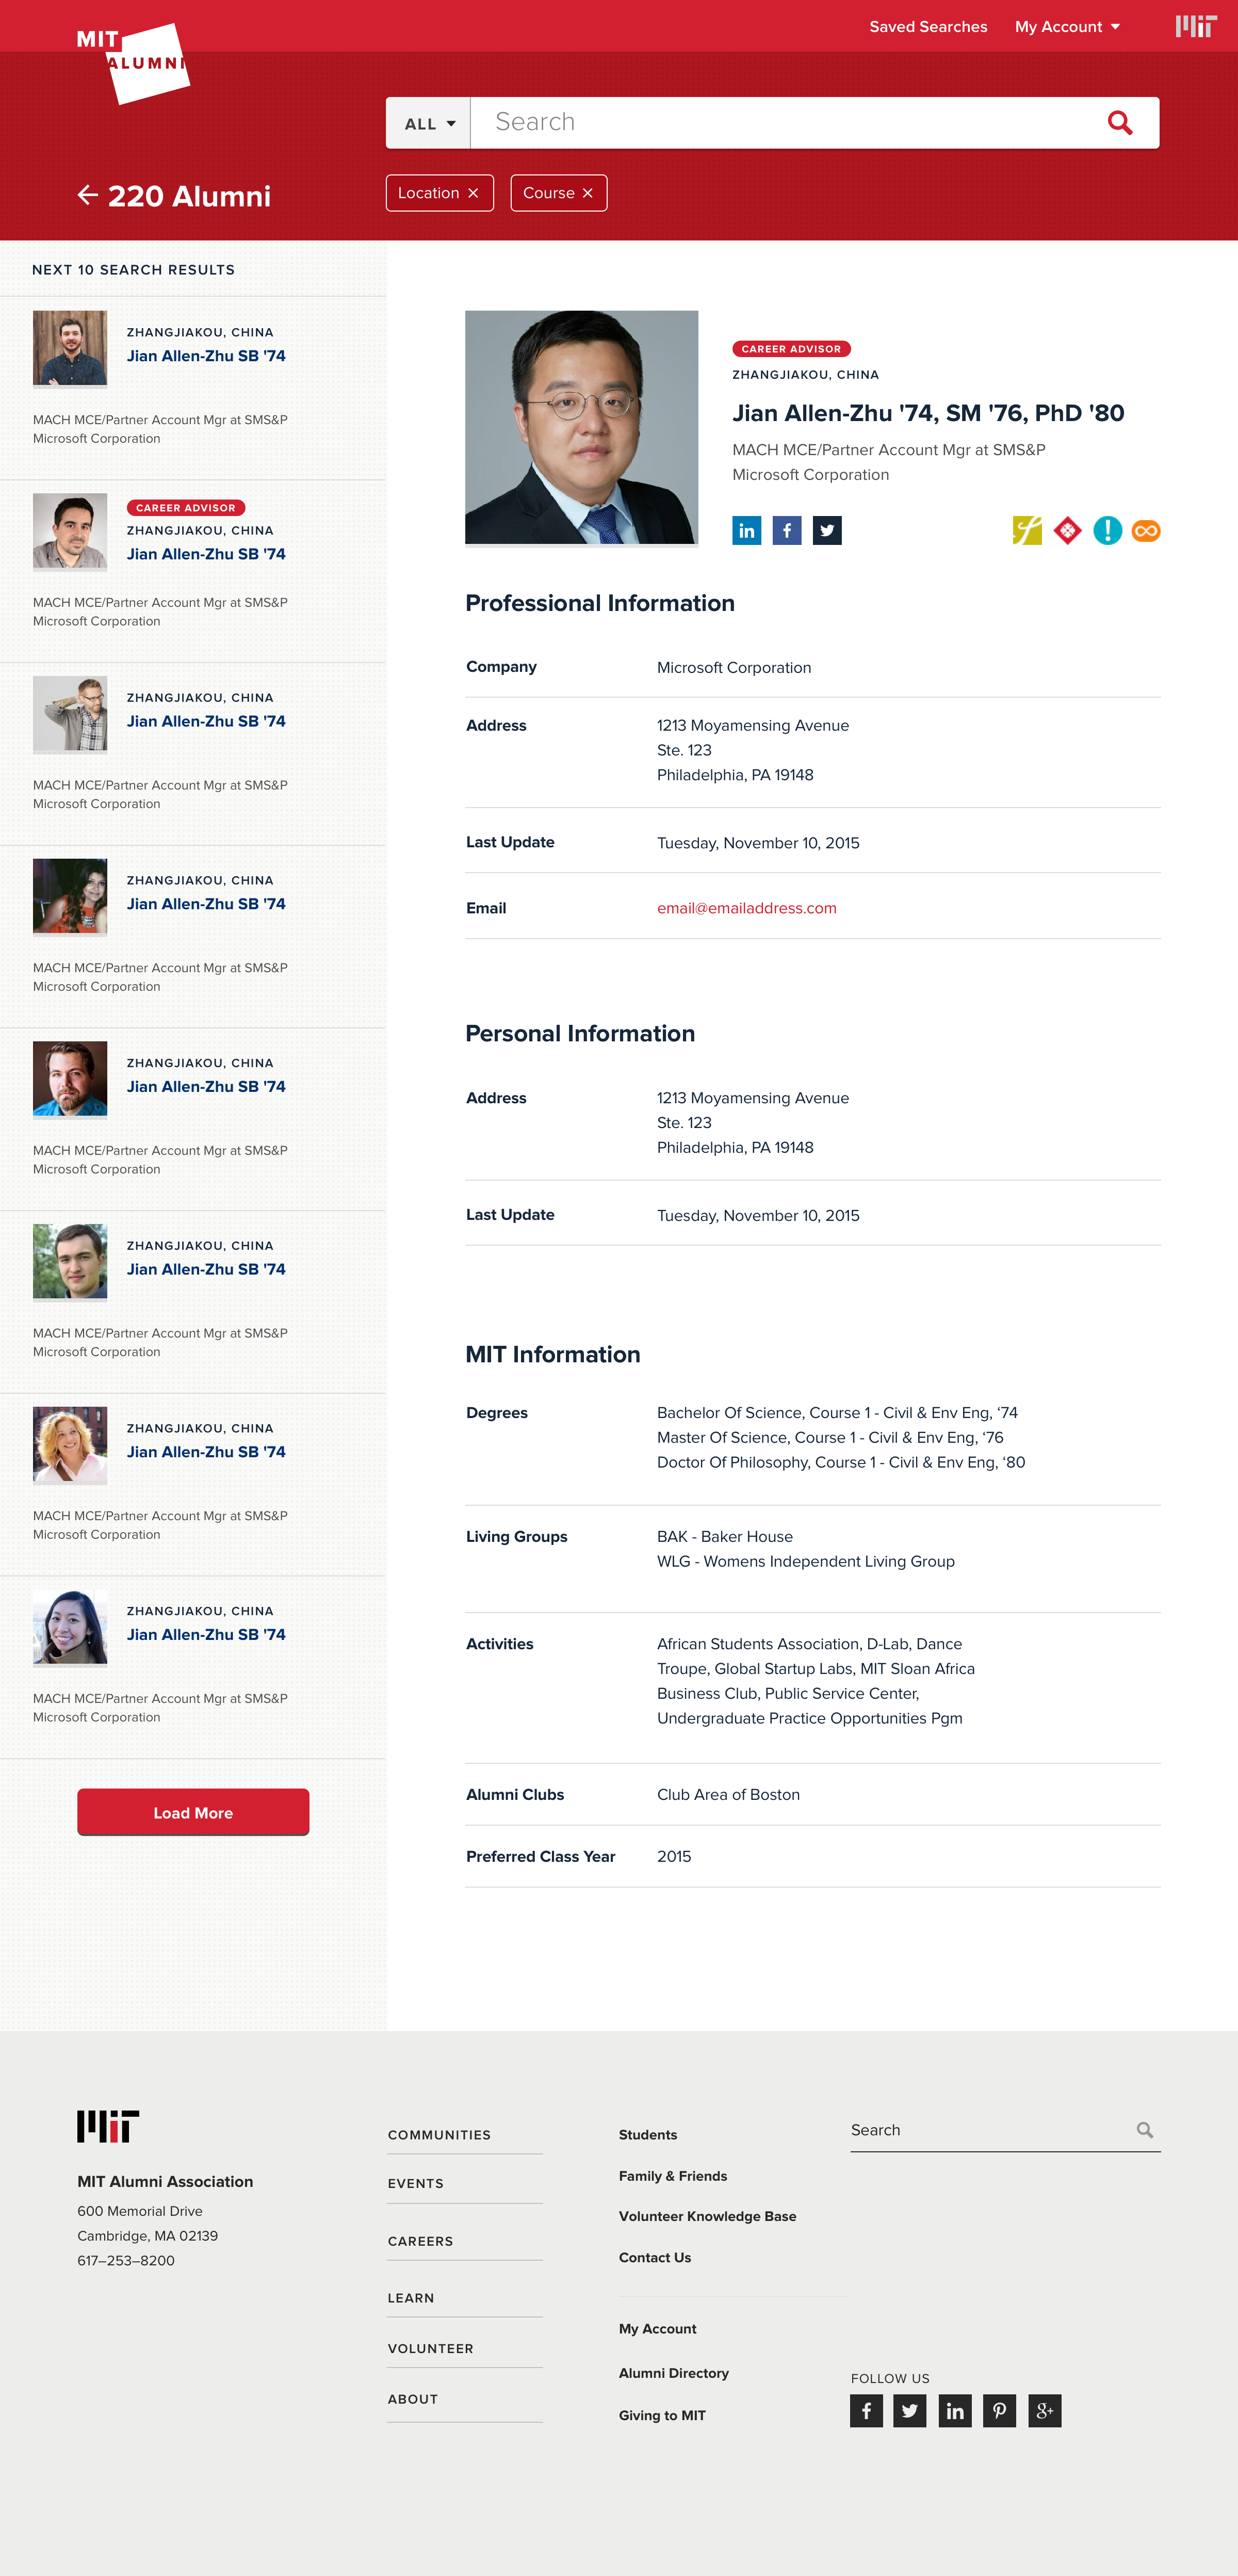 Saved Searches
My Account
MIT
MIT
ALUMNI
ALL
Search
220 Alumni
Location
Course
NEXT 10 SEARCH RESULTS
ZHANGJIAKOU, CHINA
Jian Allen-Zhu SB '74
MACH MCE/Partner Account Mgr at SMS&P
Microsoft Corporation
CAREER ADVISOR
ZHANGJIAKOU, CHINA
Jian Allen-Zhu SB '74
MACH MCE/Partner Account Mgr at SMS&P
Microsoft Corporation
ZHANGJIAKOU, CHINA
Jian Allen-Zhu SB '74
MACH MCE/Partner Account Mgr at SMS&P
Microsoft Corporation
ZHANGJIAKOU, CHINA
Jian Allen-Zhu SB '74
MACH MCE/Partner Account Mgr at SMS&P
Microsoft Corporation
ZHANGJIAKOU, CHINA
Jian Allen-Zhu SB '74
MACH MCE/Partner Account Mgr at SMS&P
Microsoft Corporation
ZHANGJIAKOU, CHINA
Jian Allen-Zhu SB '74
MACH MCE/Partner Account Mgr at SMS&P
Microsoft Corporation
ZHANGJIAKOU, CHINA
Jian Allen-Zhu SB '74
MACH MCE/Partner Account Mgr at SMS&P
Microsoft Corporation
ZHANGJIAKOU, CHINA
Jian Allen-Zhu SB '74
MACH MCE/Partner Account Mgr at SMS&P
Microsoft Corporation
Load More
CAREER ADVISOR
ZHANGJIAKOU, CHINA
Jian Allen-Zhu '74, SM '76, PhD '80
MACH MCE/Partner Account Mgr at SMS&P
Microsoft Corporation
Professional Information
Company
Microsoft Corporation
Address
1213 Moyamensing Avenue
Ste. 123
Philadelphia, PA 19148
Last Update
Tuesday, November 10, 2015
Email
email@emailaddress.com
Personal Information
Address
1213 Moyamensing Avenue
Ste. 123
Philadelphia, PA 19148
Last Update
Tuesday, November 10, 2015
MIT Information
Degrees
Bachelor Of Science, Course 1 - Civil & Env Eng, ‘74
Master Of Science, Course 1 - Civil & Env Eng, ‘76
Doctor Of Philosophy, Course 1 - Civil & Env Eng, ‘80
Living Groups
BAK - Baker House
WLG - Womens Independent Living Group
Activities
African Students Association, D-Lab, Dance
Troupe, Global Startup Labs, MIT Sloan Africa
Business Club, Public Service Center,
Undergraduate Practice Opportunities Pgm
Alumni Clubs
Club Area of Boston
Preferred Class Year
2015
MIT
MIT Alumni Association
600 Memorial Drive
Cambridge, MA 02139
617–253–8200
COMMUNITIES
EVENTS
CAREERS
LEARN
VOLUNTEER
ABOUT
Students
Family & Friends
Volunteer Knowledge Base
Contact Us
My Account
Alumni Directory
Giving to MIT
Search
FOLLOW US